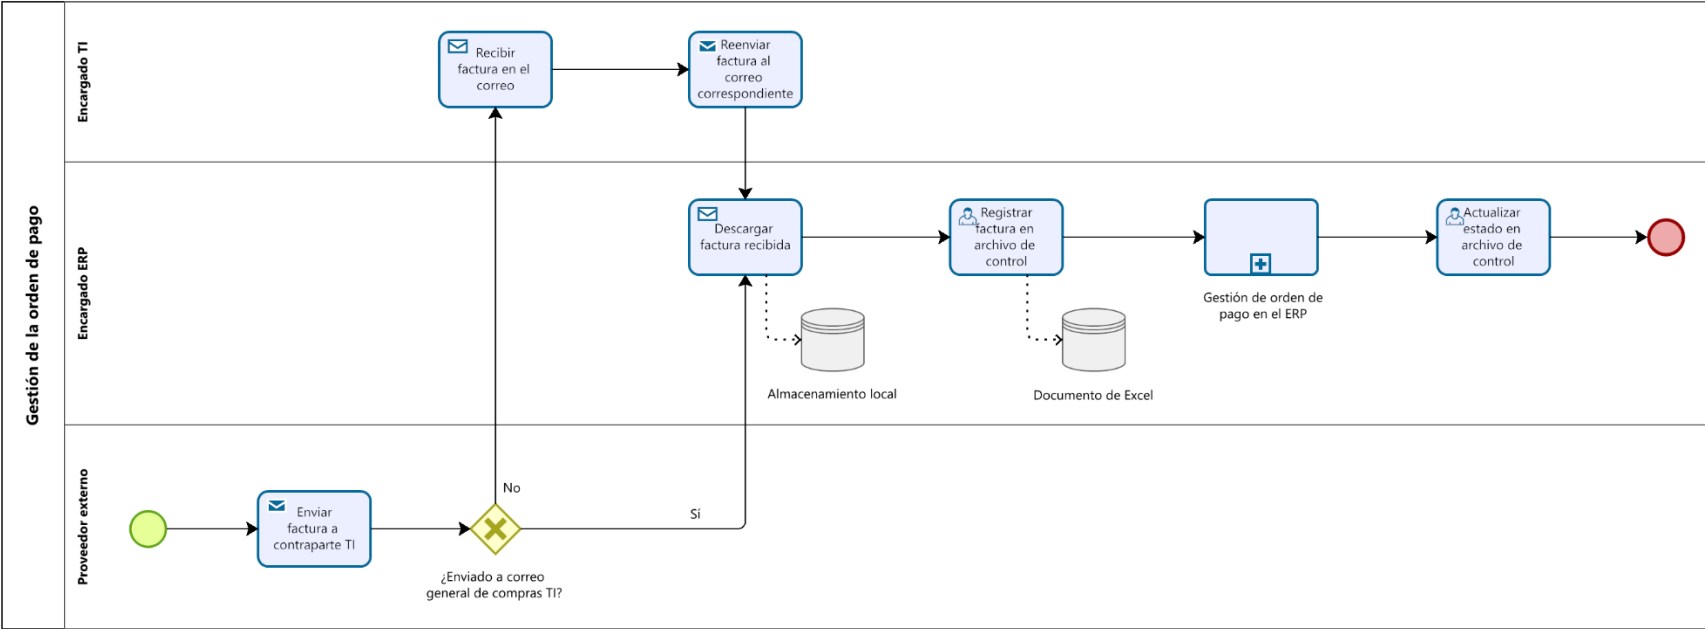 Gestión de la orden de pago
Encargado TI
Recibir
factura en el
correo
Reenviar
factura al
correo
correspondiente
Encargado ERP
Descargar
factura recibida
Registrar
factura en
archivo de
control
Gestión de orden de
pago en el ERP
Actualizar
estado en
archivo de
control
Almacenamiento local
Documento de Excel
Proveedor externo
Enviar
factura a
contraparte TI
No
Sí
¿Enviado a correo
general de compras TI?